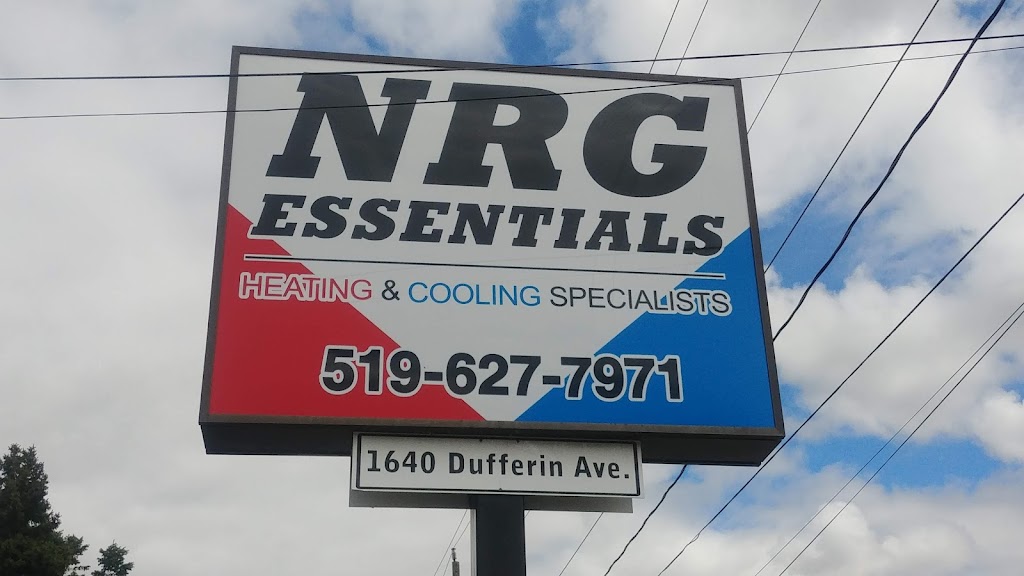 NRG
ESSENTIALS
HEATING & COOLING SPECIALISTS
519-627-7971
1640 Dufferin Ave.